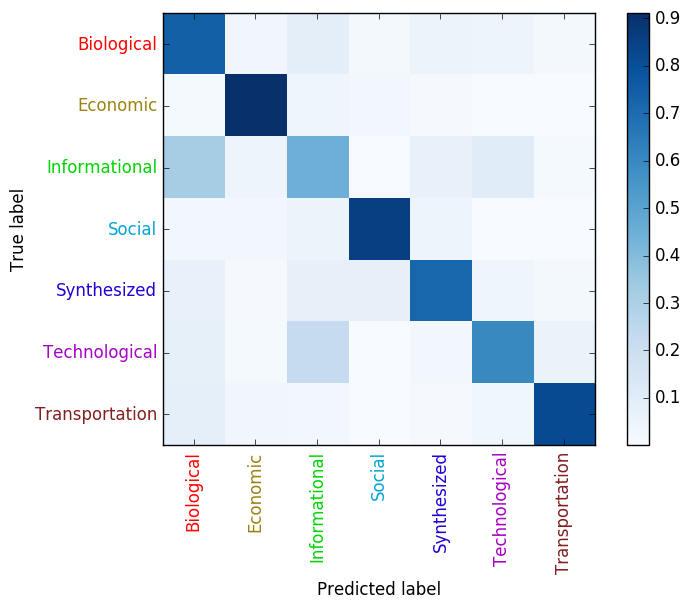 Biological
Economic
Informational
Social
Synthesized
Technological
Transportation
True label
Biological
Economic
Informational
Social
Synthesized
Technological
Transportation
Predicted label
0.9
0.8
0.7
0.6
0.5
0.4
0.3
0.2
0.1